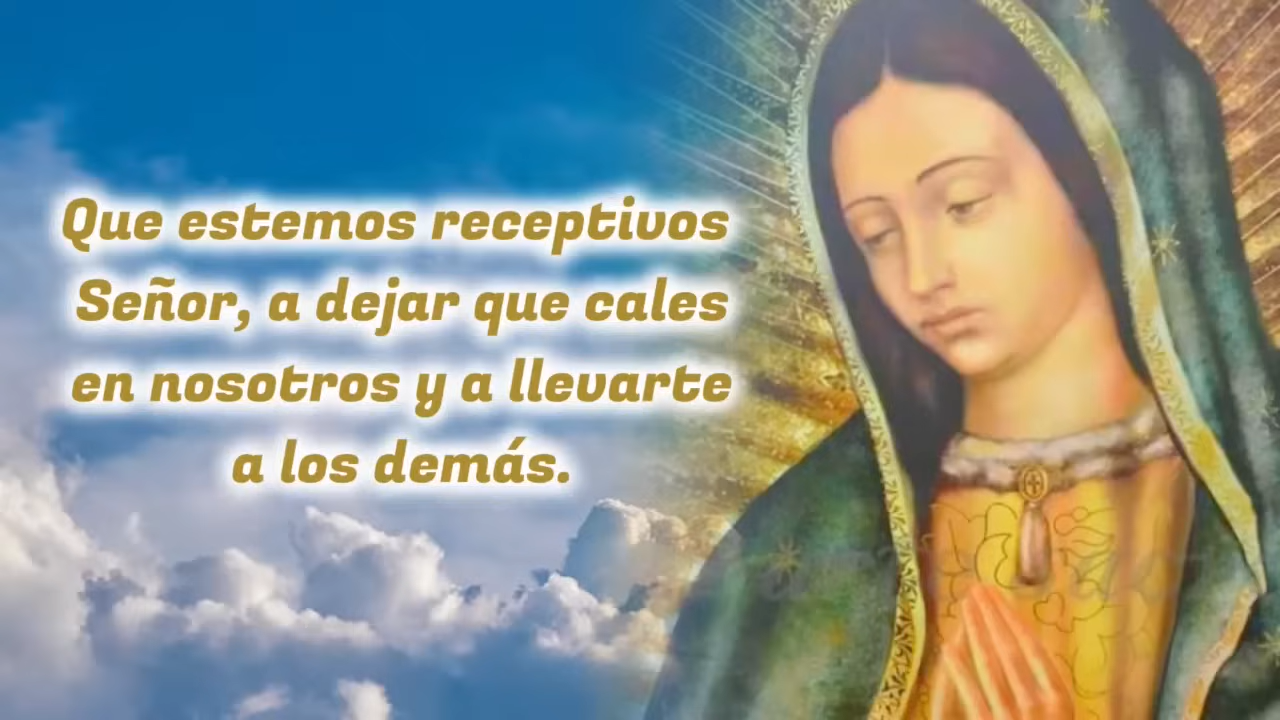 Que estemos receptivos
Señor, a dejar que cales
en nosotros y a llevarte
a los demás.